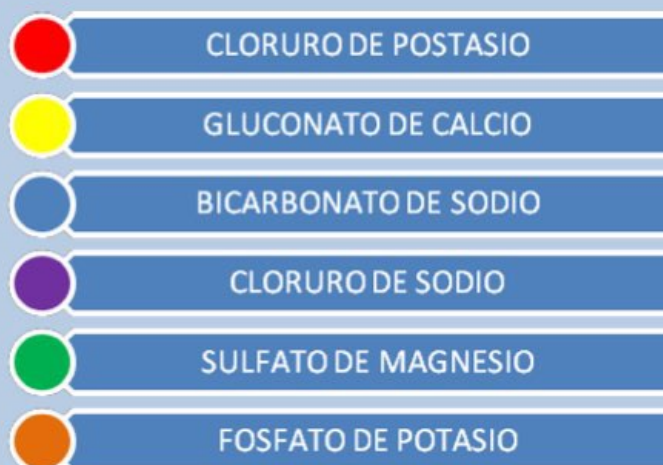 CLORURO DE POSTASIO
GLUCONATO DE CALCIO
BICARBONATO DE SODIO
CLORURO DE SODIO
SULFATO DE MAGNESIO
FOSFATO DE POTASIO